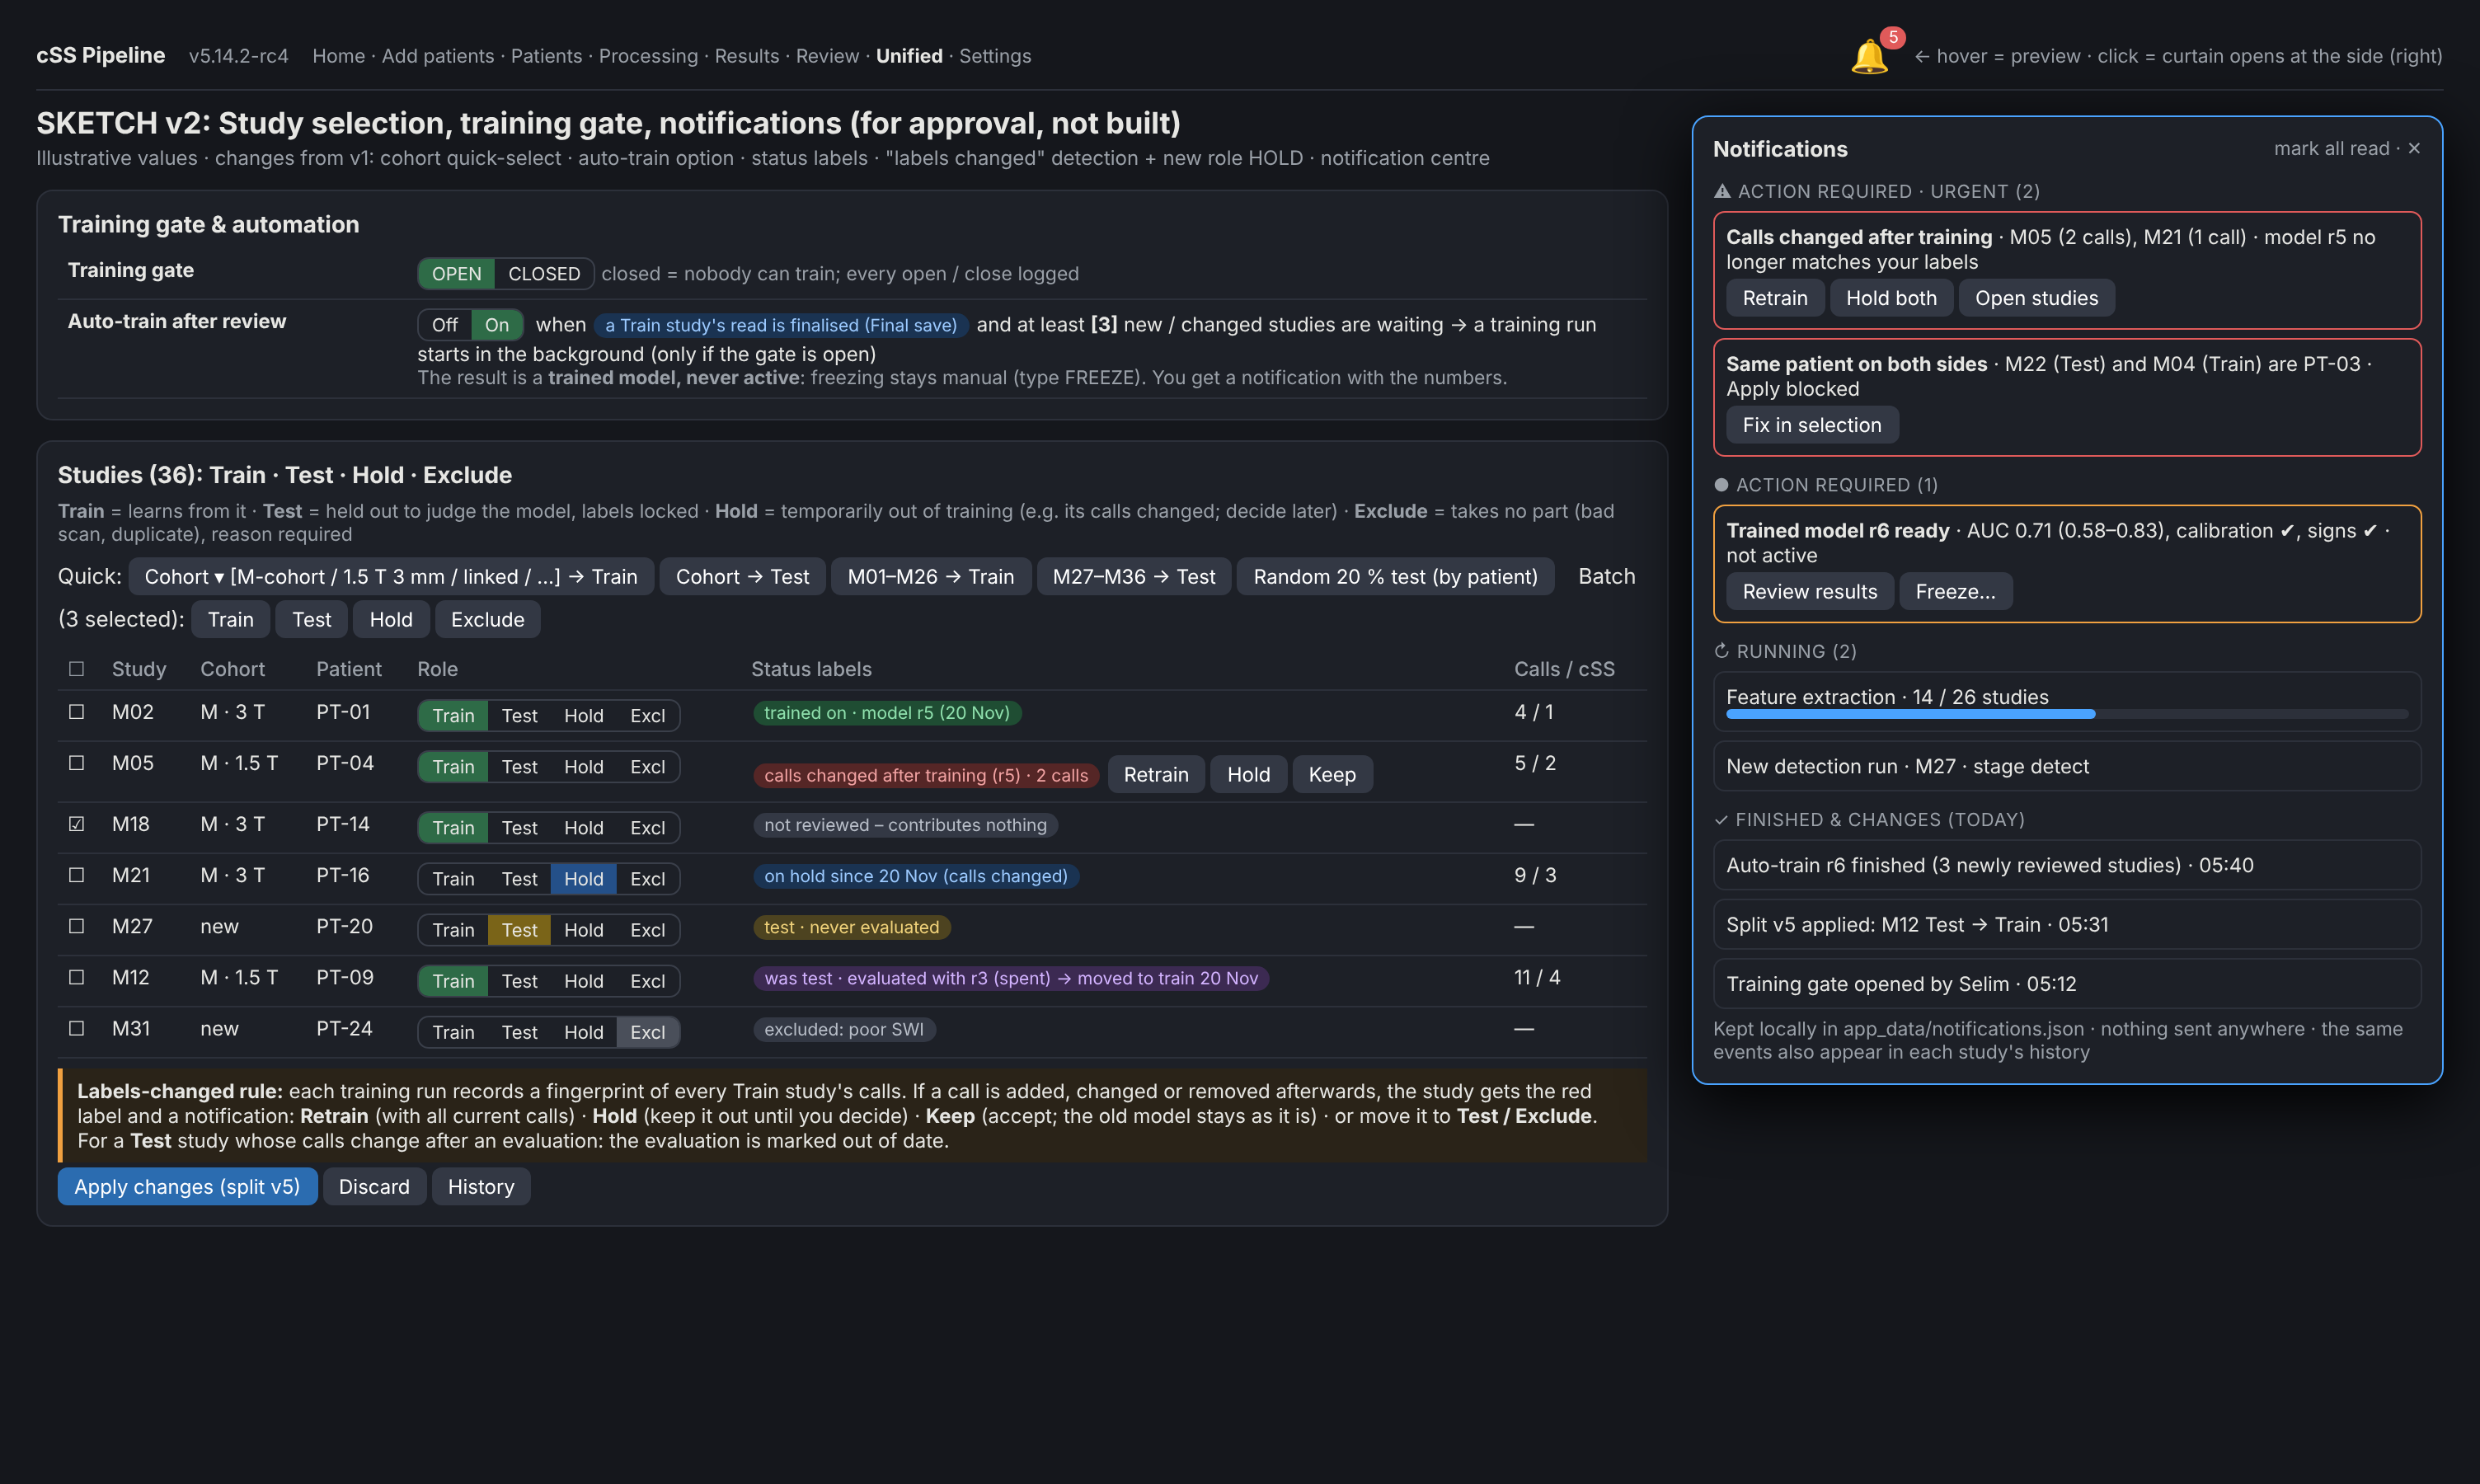 cSS Pipeline v5.14.2-rc4 Home · Add patients · Patients · Processing · Results · Review · Unified · Settings
🔔 5 ← hover = preview · click = curtain opens at the side (right)
SKETCH v2: Study selection, training gate, notifications (for approval, not built)
Illustrative values · changes from v1: cohort quick-select · auto-train option · status labels · "labels changed" detection + new role HOLD · notification centre
Training gate & automation
Training gate OPEN CLOSED closed = nobody can train; every open / close logged
Auto-train after review Off On when a Train study's read is finalised (Final save) and at least [3] new / changed studies are waiting → a training run
starts in the background (only if the gate is open)
The result is a trained model, never active: freezing stays manual (type FREEZE). You get a notification with the numbers.
Studies (36): Train · Test · Hold · Exclude
Train = learns from it · Test = held out to judge the model, labels locked · Hold = temporarily out of training (e.g. its calls changed; decide later) · Exclude = takes no part (bad
scan, duplicate), reason required
Quick: Cohort ▾ [M-cohort / 1.5 T 3 mm / linked / ...] → Train Cohort → Test M01–M26 → Train M27–M36 → Test Random 20 % test (by patient) Batch
(3 selected): Train Test Hold Exclude
☐ Study Cohort Patient Role Status labels Calls / cSS
☐ M02 M · 3 T PT-01 Train Test Hold Excl trained on · model r5 (20 Nov) 4 / 1
☐ M05 M · 1.5 T PT-04 Train Test Hold Excl calls changed after training (r5) · 2 calls Retrain Hold Keep 5 / 2
☑ M18 M · 3 T PT-14 Train Test Hold Excl not reviewed – contributes nothing —
☐ M21 M · 3 T PT-16 Train Test Hold Excl on hold since 20 Nov (calls changed) 9 / 3
☐ M27 new PT-20 Train Test Hold Excl test · never evaluated —
☐ M12 M · 1.5 T PT-09 Train Test Hold Excl was test · evaluated with r3 (spent) → moved to train 20 Nov 11 / 4
☐ M31 new PT-24 Train Test Hold Excl excluded: poor SWI —
Labels-changed rule: each training run records a fingerprint of every Train study's calls. If a call is added, changed or removed afterwards, the study gets the red
label and a notification: Retrain (with all current calls) · Hold (keep it out until you decide) · Keep (accept; the old model stays as it is) · or move it to Test / Exclude.
For a Test study whose calls change after an evaluation: the evaluation is marked out of date.
Apply changes (split v5) Discard History
Notifications mark all read · ✕
⚠ ACTION REQUIRED · URGENT (2)
Calls changed after training · M05 (2 calls), M21 (1 call) · model r5 no
longer matches your labels
Retrain Hold both Open studies
Same patient on both sides · M22 (Test) and M04 (Train) are PT-03 ·
Apply blocked
Fix in selection
● ACTION REQUIRED (1)
Trained model r6 ready · AUC 0.71 (0.58–0.83), calibration ✔, signs ✔ ·
not active
Review results Freeze...
↻ RUNNING (2)
Feature extraction · 14 / 26 studies
New detection run · M27 · stage detect
✓ FINISHED & CHANGES (TODAY)
Auto-train r6 finished (3 newly reviewed studies) · 05:40
Split v5 applied: M12 Test → Train · 05:31
Training gate opened by Selim · 05:12
Kept locally in app_data/notifications.json · nothing sent anywhere · the same
events also appear in each study's history